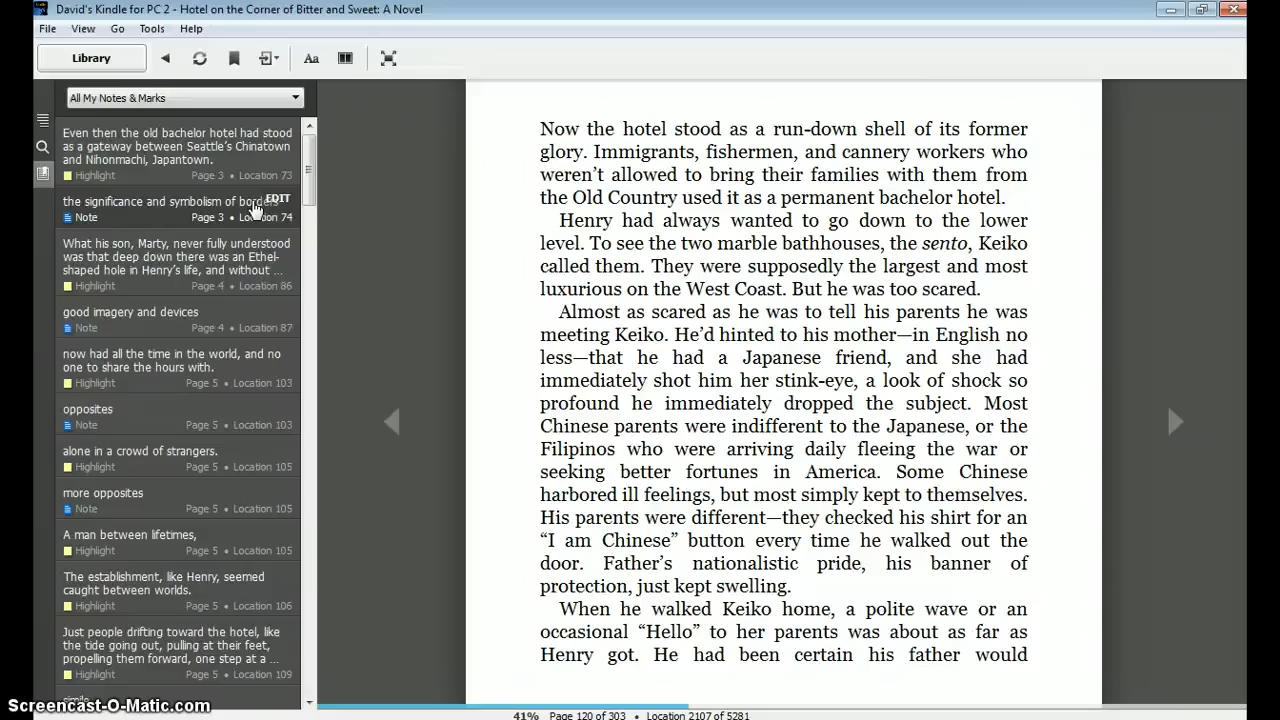 David's Kindle for PC 2 - Hotel on the Corner of Bitter and Sweet: A Novel
File View Go Tools Help
Library
Aa
All My Notes & Marks
Even then the old bachelor hotel had stood
as a gateway between Seattle's Chinatown
and Nihonmachi, Japantown.
Highlight Page 3 • Location 73
the significance and symbolism of borders
EDIT
Note Page 3 • Location 74
What his son, Marty, never fully understood
was that deep down there was an Ethel-
shaped hole in Henry's life, and without ...
Highlight Page 4 • Location 86
good imagery and devices
Note Page 4 • Location 87
now had all the time in the world, and no
one to share the hours with.
Highlight Page 5 • Location 103
opposites
Note Page 5 • Location 103
alone in a crowd of strangers.
Highlight Page 5 • Location 105
more opposites
Note Page 5 • Location 105
A man between lifetimes,
Highlight Page 5 • Location 105
The establishment, like Henry, seemed
caught between worlds.
Highlight Page 5 • Location 106
Just people drifting toward the hotel, like
the tide going out, pulling at their feet,
propelling them forward, one step at a ...
Highlight Page 5 • Location 109
Now the hotel stood as a run-down shell of its former
glory. Immigrants, fishermen, and cannery workers who
weren't allowed to bring their families with them from
the Old Country used it as a permanent bachelor hotel.
Henry had always wanted to go down to the lower
level. To see the two marble bathhouses, the sento, Keiko
called them. They were supposedly the largest and most
luxurious on the West Coast. But he was too scared.
Almost as scared as he was to tell his parents he was
meeting Keiko. He'd hinted to his mother—in English no
less—that he had a Japanese friend, and she had
immediately shot him her stink-eye, a look of shock so
profound he immediately dropped the subject. Most
Chinese parents were indifferent to the Japanese, or the
Filipinos who were arriving daily fleeing the war or
seeking better fortunes in America. Some Chinese
harbored ill feelings, but most simply kept to themselves.
His parents were different—they checked his shirt for an
“I am Chinese” button every time he walked out the
door. Father's nationalistic pride, his banner of
protection, just kept swelling.
When he walked Keiko home, a polite wave or an
occasional “Hello” to her parents was about as far as
Henry got. He had been certain his father would
41% Page 120 of 303 • Location 2107 of 5281
Screencast-O-Matic.com